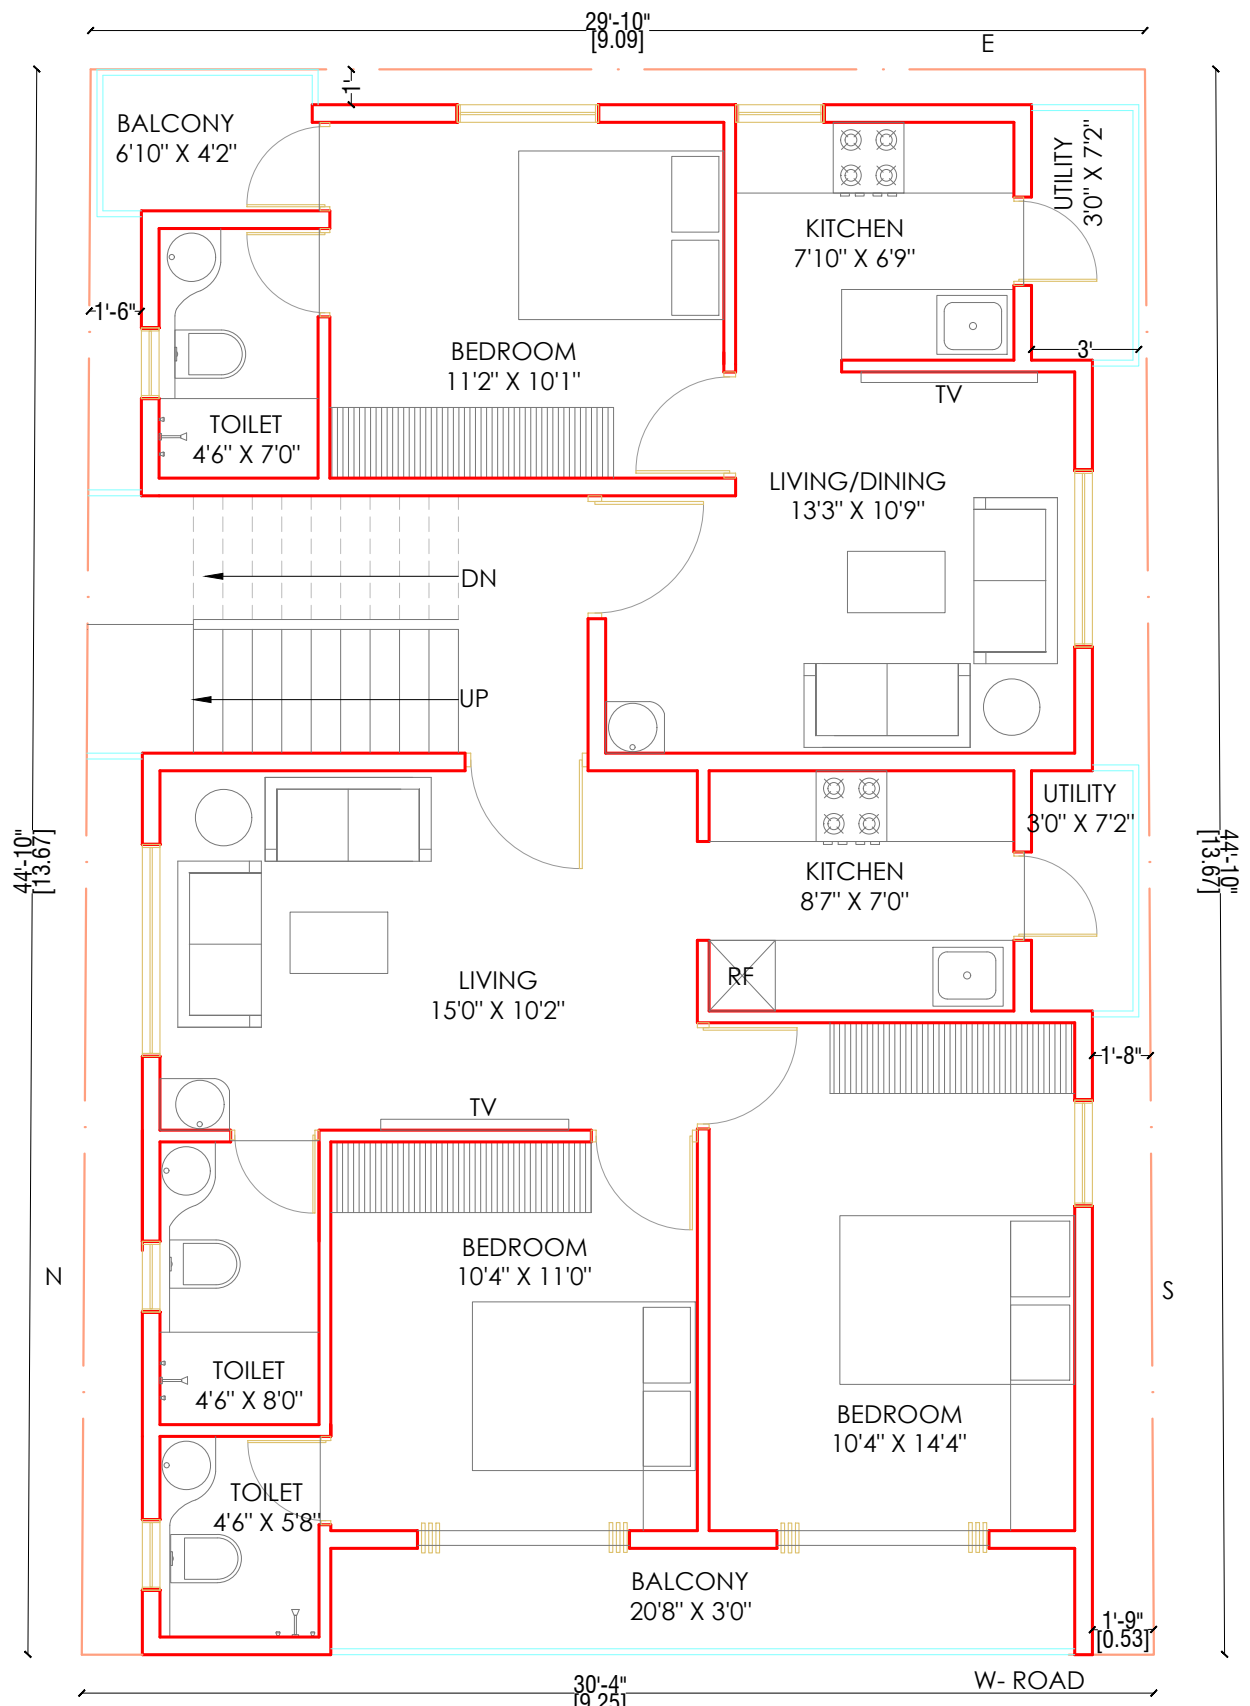 29'-10"
[9.09]
E
1'
BALCONY
6'10" X 4'2"
UTILITY
3'0" X 7'2"
KITCHEN
7'10" X 6'9"
1'-6"
BEDROOM
11'2" X 10'1"
3'
TV
TOILET
4'6" X 7'0"
LIVING/DINING
13'3" X 10'9"
DN
UP
UTILITY
3'0" X 7'2"
44'-10"
[13.67]
44'-10"
[13.67]
KITCHEN
8'7" X 7'0"
RF
LIVING
15'0" X 10'2"
1'-8"
TV
BEDROOM
10'4" X 11'0"
N
S
TOILET
4'6" X 8'0"
BEDROOM
10'4" X 14'4"
TOILET
4'6" X 5'8"
BALCONY
20'8" X 3'0"
1'-9"
[0.53]
W- ROAD
30'-4"
[9.25]